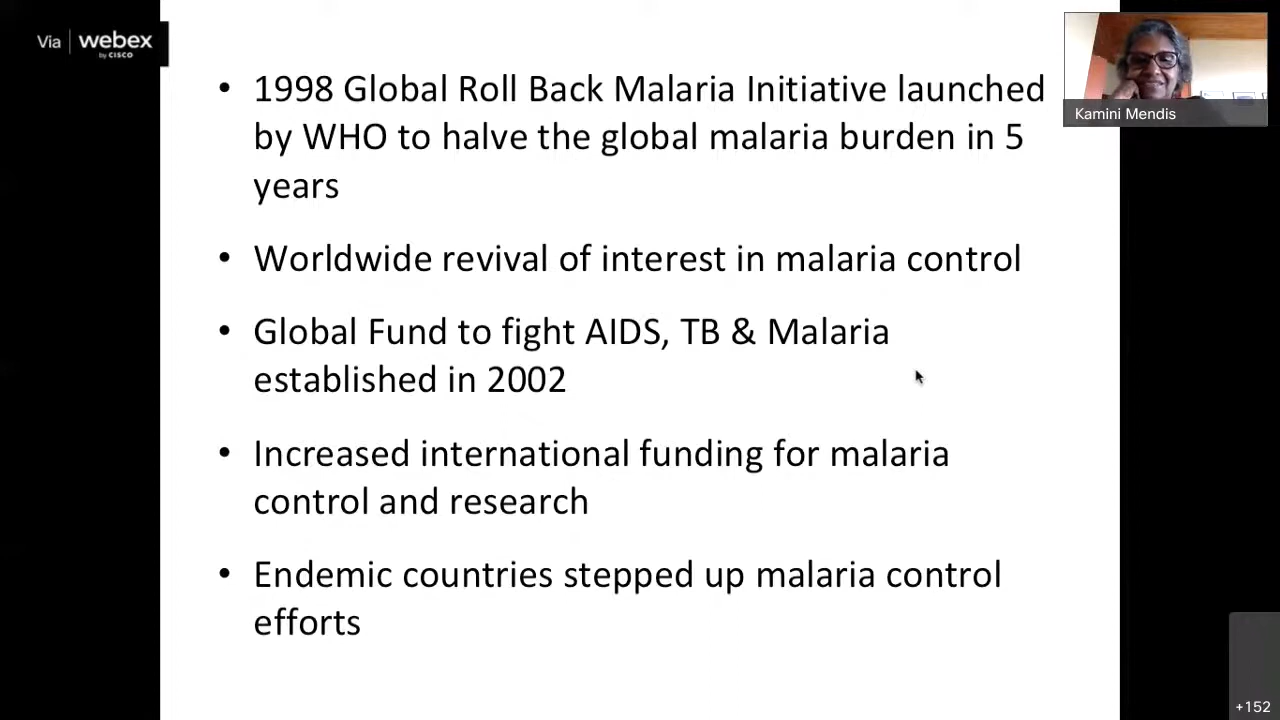 Via webex
by CISCO
• 1998 Global Roll Back Malaria Initiative launched
by WHO to halve the global malaria burden in 5
years
• Worldwide revival of interest in malaria control
• Global Fund to fight AIDS, TB & Malaria
established in 2002
• Increased international funding for malaria
control and research
• Endemic countries stepped up malaria control
efforts
Kamini Mendis
+152